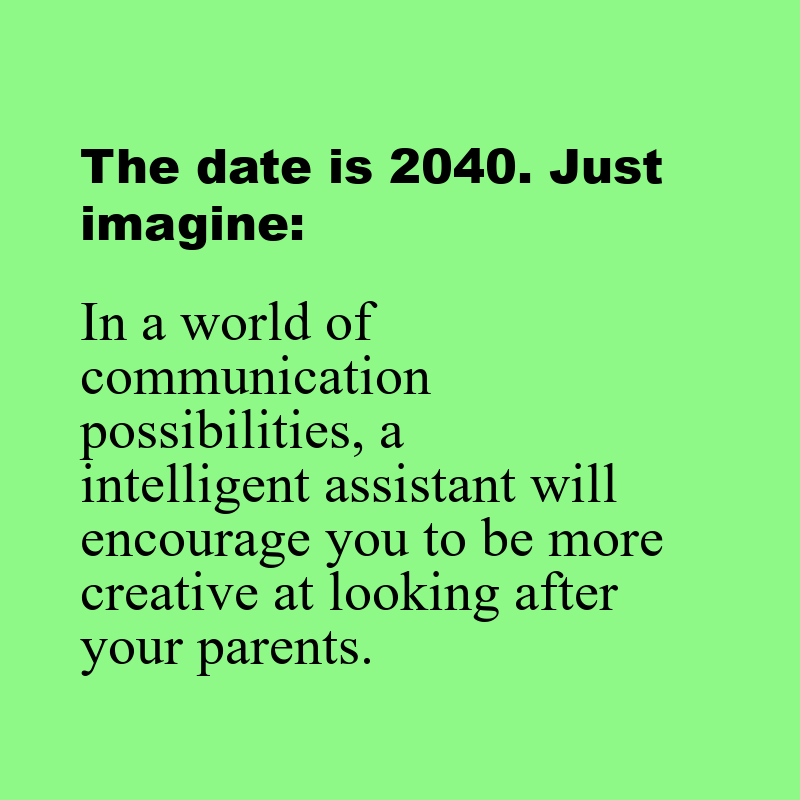 The date is 2040. Just
imagine:
In a world of
communication
possibilities, a
intelligent assistant will
encourage you to be more
creative at looking after
your parents.